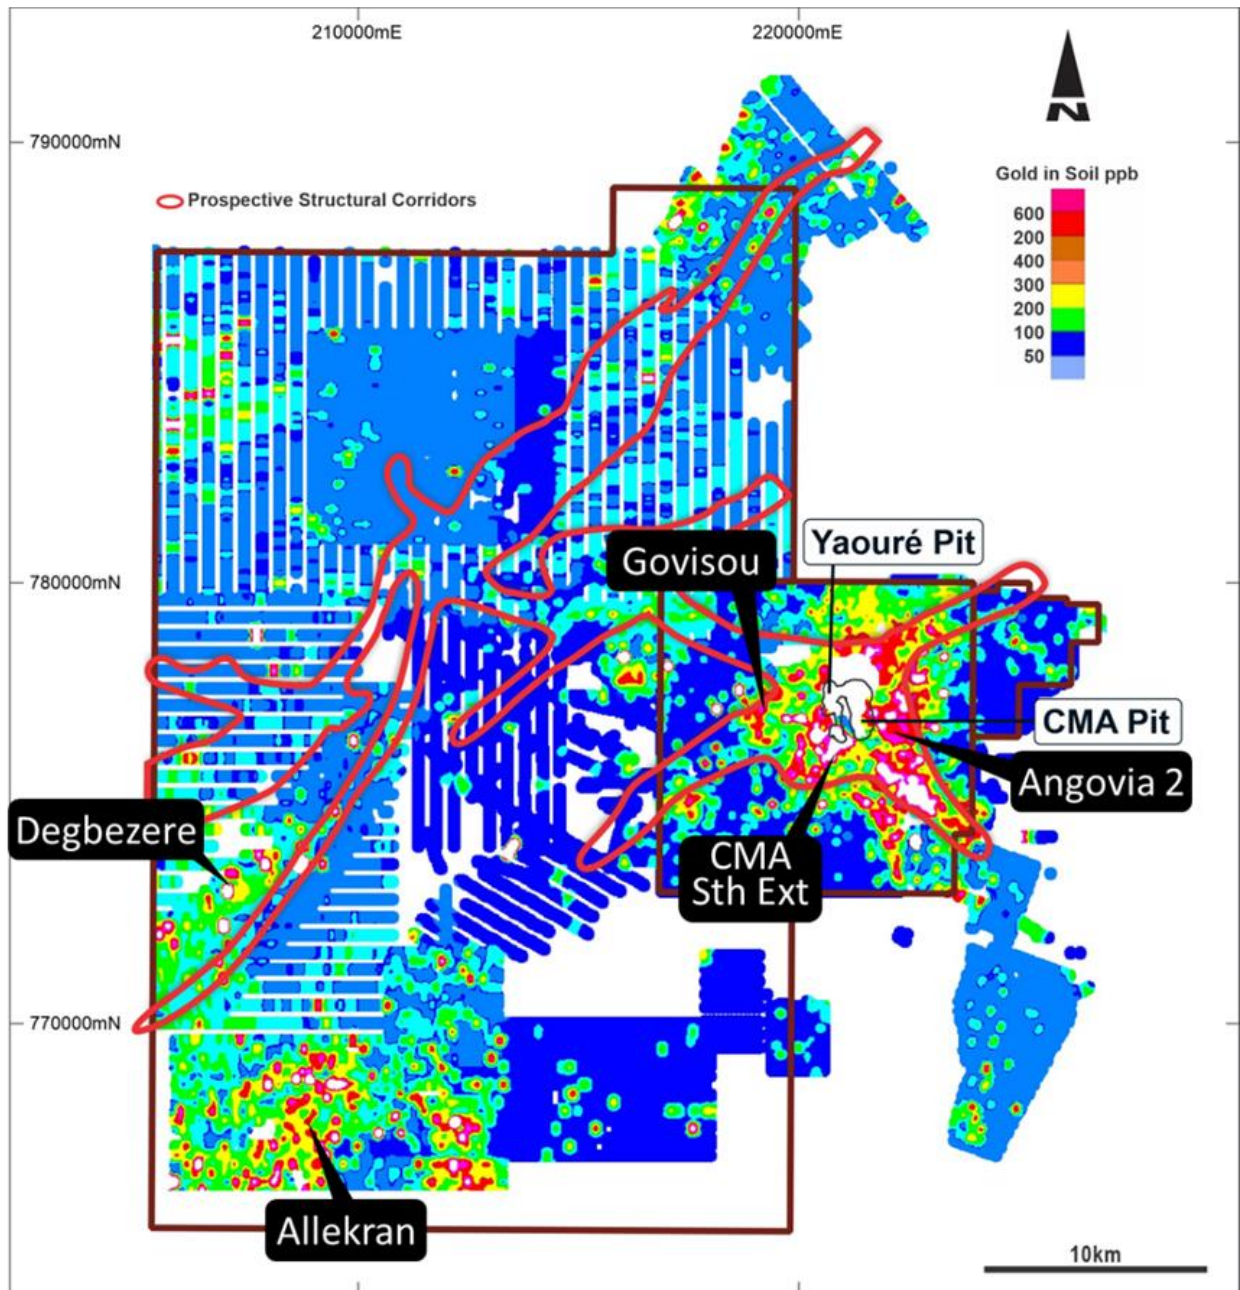 210000mE
220000mE
790000mN
N
Gold in Soil ppb
600
200
400
300
200
100
50
Prospective Structural Corridors
780000mN
Govisou
Yaouré Pit
CMA Pit
Angovia 2
Degbezere
CMA
Sth Ext
770000mN
Allekran
10km